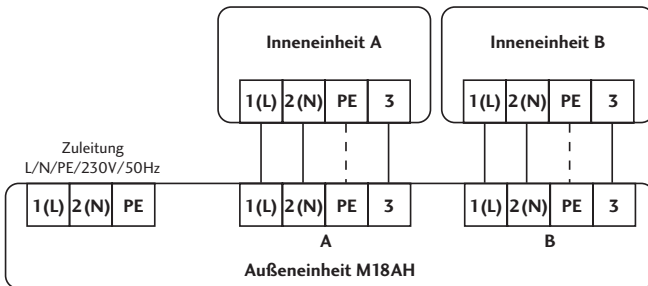 Inneneinheit A Inneneinheit B
1(L) 2(N) PE 3 1(L) 2(N) PE 3
Zuleitung
L/N/PE/230V/50Hz
1(L) 2(N) PE 1(L) 2(N) PE 3 1(L) 2(N) PE 3
A B
Außeneinheit M18AH